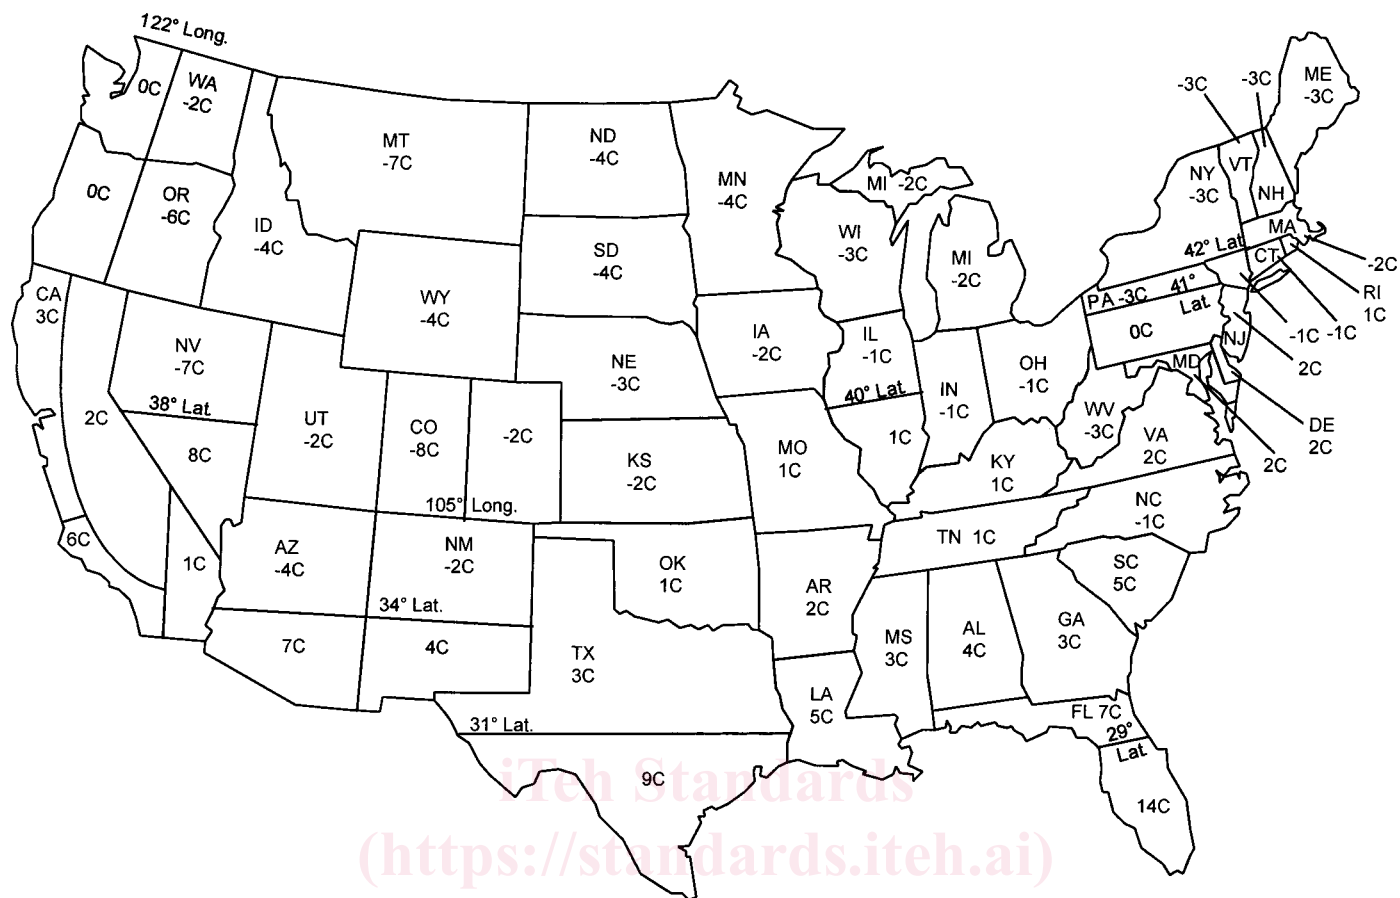 122° Long.
0C
WA
-2C
MT
-7C
ND
-4C
MN
-4C
MI -2C
-3C
-3C
ME
-3C
0C
OR
-6C
ID
-4C
SD
-4C
WI
-3C
MI
-2C
NY
-3C
VT
NH
MA
42° Lat
CT
-2C
RI
1C
-1C
-1C
2C
CA
3C
NV
-7C
38° Lat.
WY
-4C
NE
-3C
IA
-2C
IL
-1C
40° Lat.
IN
-1C
OH
-1C
PA -3C
41°
Lat.
0C
NJ
MD
DE
2C
2C
2C
8C
UT
-2C
CO
-8C
-2C
105° Long.
KS
-2C
MO
1C
1C
KY
1C
WV
-3C
VA
2C
6C
1C
AZ
-4C
NM
-2C
34° Lat.
OK
1C
AR
2C
TN 1C
NC
-1C
SC
5C
7C
4C
TX
3C
31° Lat.
9C
LA
5C
MS
3C
AL
4C
GA
3C
FL 7C
29°
Lat
14C
iTeh Standards
(https://standards.iteh.ai)